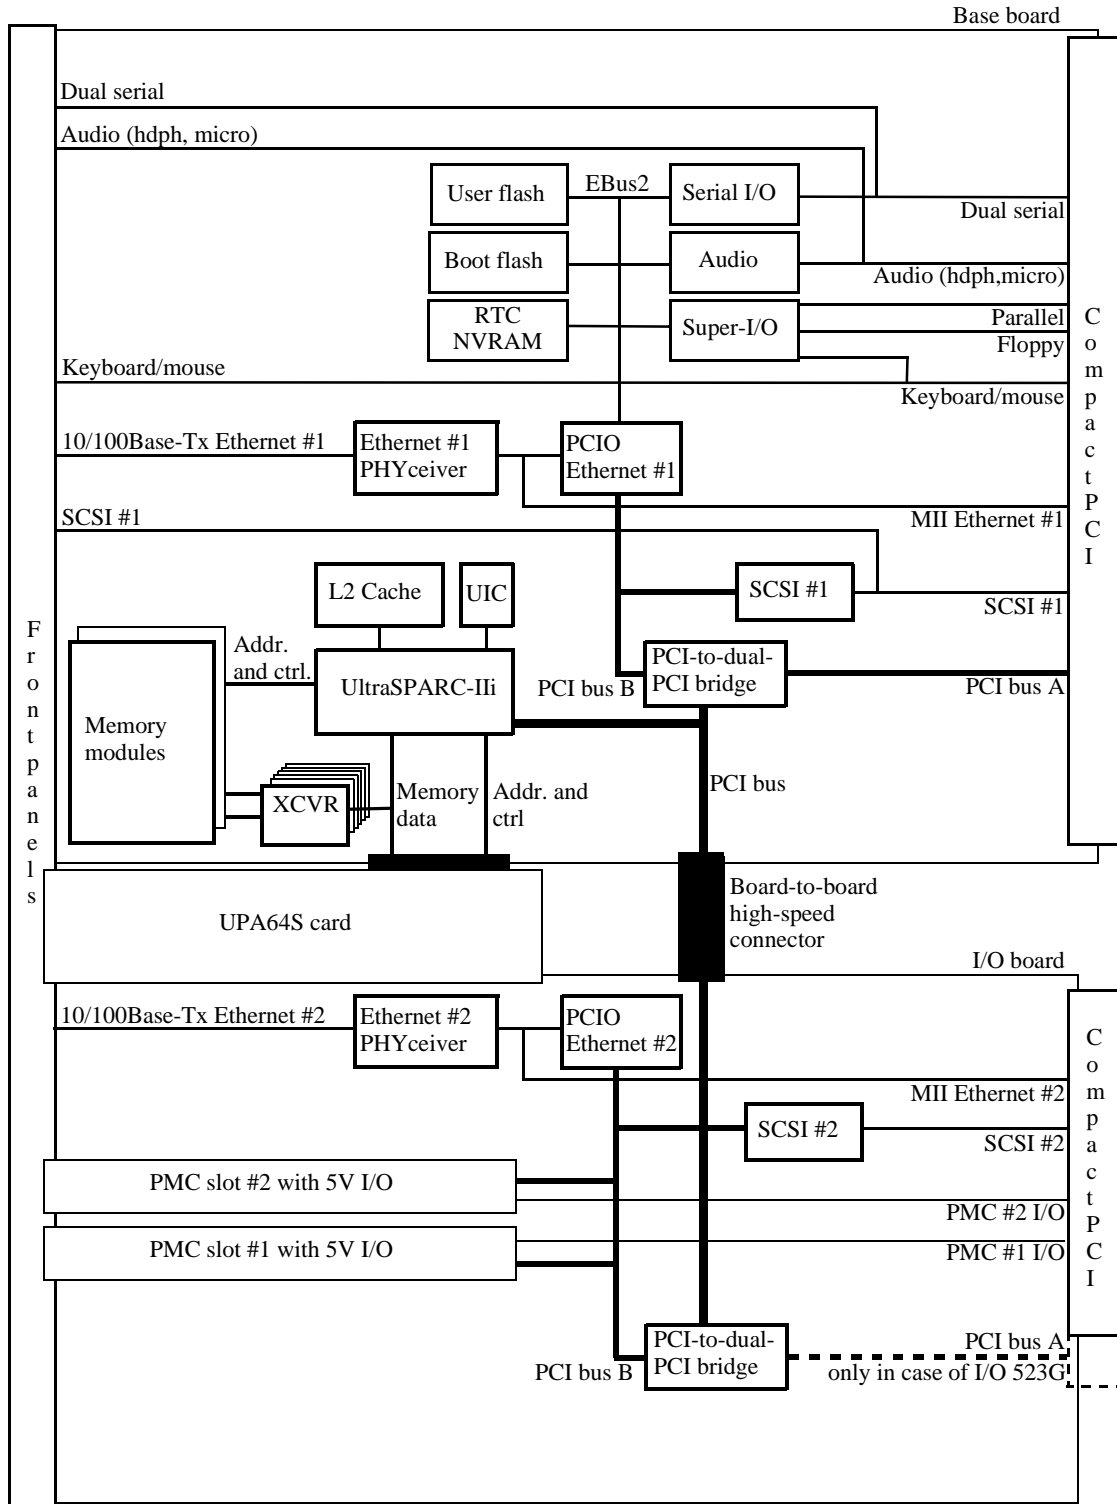 Base board
Dual serial
Audio (hdph, micro)
User flash
EBus2
Serial I/O
Dual serial
Boot flash
Audio
Audio (hdph,micro)
RTC
NVRAM
Super-I/O
Parallel
Floppy
Keyboard/mouse
Keyboard/mouse
CompactPCI
10/100Base-Tx Ethernet #1
Ethernet #1
PHYceiver
PCIO
Ethernet #1
MII Ethernet #1
SCSI #1
L2 Cache
UIC
SCSI #1
SCSI #1
Front panels
Addr.
and ctrl.
UltraSPARC-IIi
PCI bus B
PCI-to-dual-
PCI bridge
PCI bus A
Memory
modules
XCVR
Memory
data
Addr. and
ctrl
PCI bus
UPA64S card
Board-to-board
high-speed
connector
I/O board
10/100Base-Tx Ethernet #2
Ethernet #2
PHYceiver
PCIO
Ethernet #2
MII Ethernet #2
CompactPCI
SCSI #2
SCSI #2
PMC slot #2 with 5V I/O
PMC #2 I/O
PMC slot #1 with 5V I/O
PMC #1 I/O
PCI bus B
PCI-to-dual-
PCI bridge
PCI bus A
only in case of I/O 523G